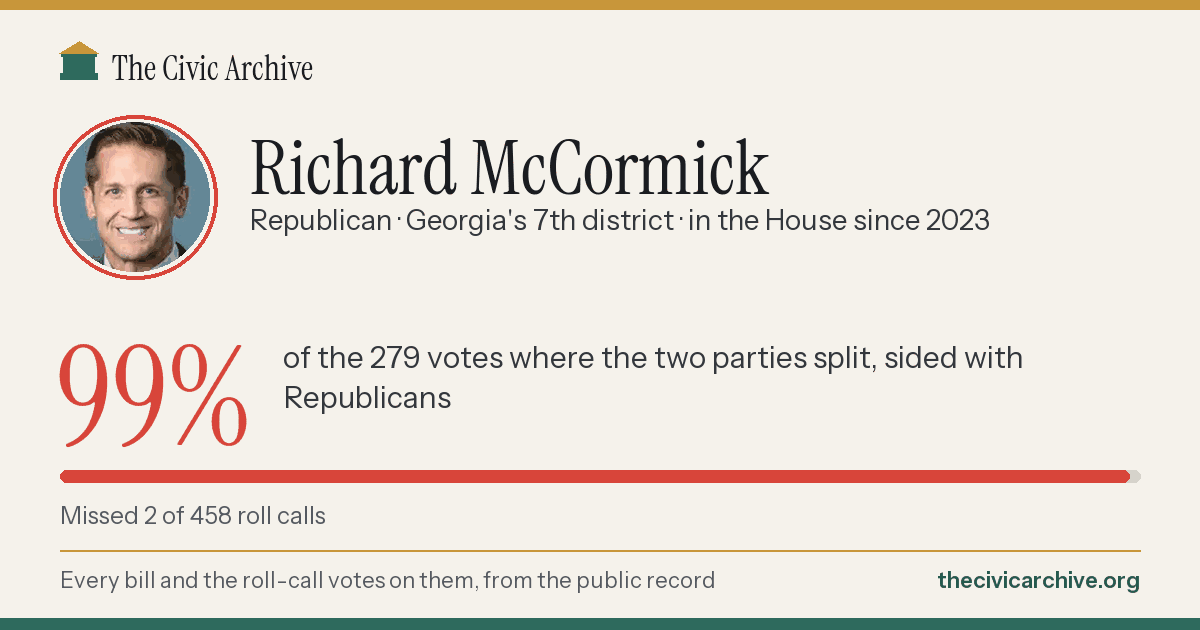 The Civic Archive
Richard McCormick
Republican · Georgia's 7th district · in the House since 2023
99%
of the 279 votes where the two parties split, sided with
Republicans
Missed 2 of 458 roll calls
Every bill and the roll-call votes on them, from the public record
thecivicarchive.org